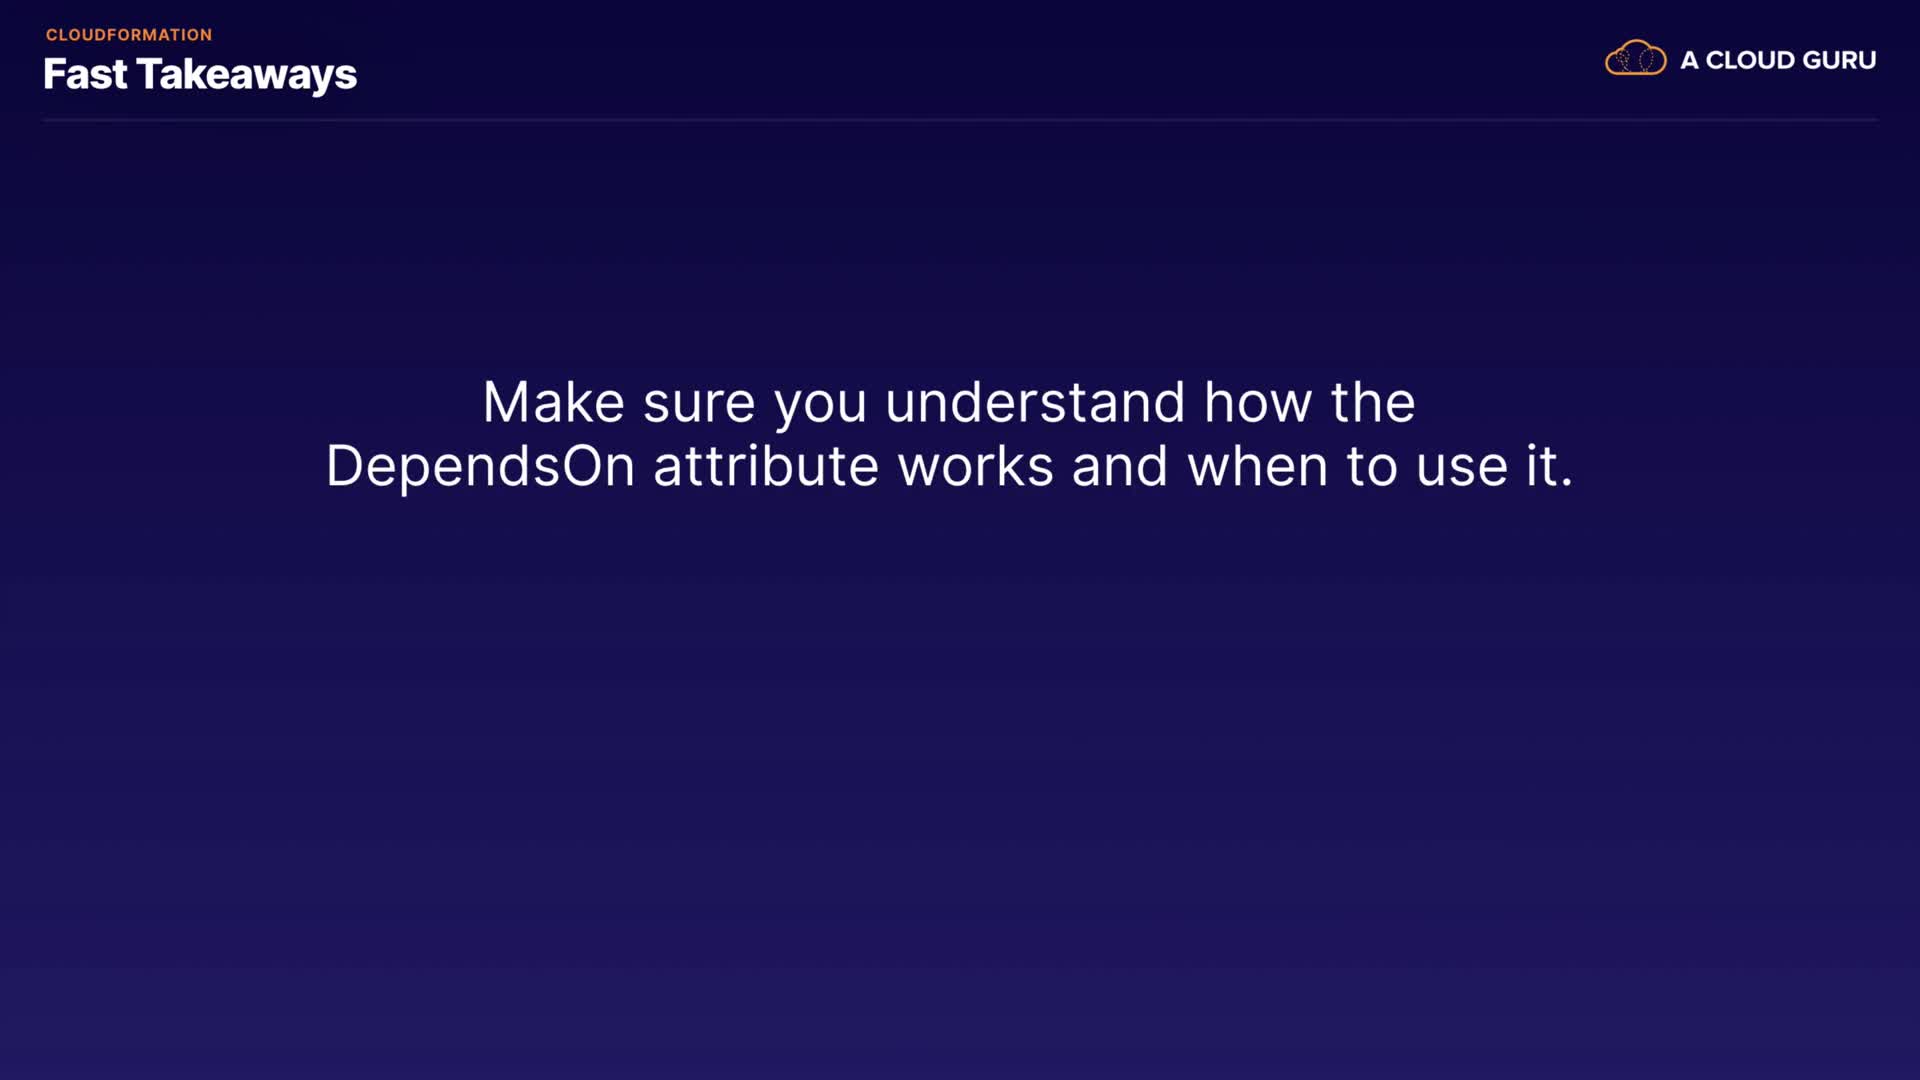 CLOUDFORMATION
Fast Takeaways
A CLOUD GURU
Make sure you understand how the
DependsOn attribute works and when to use it.